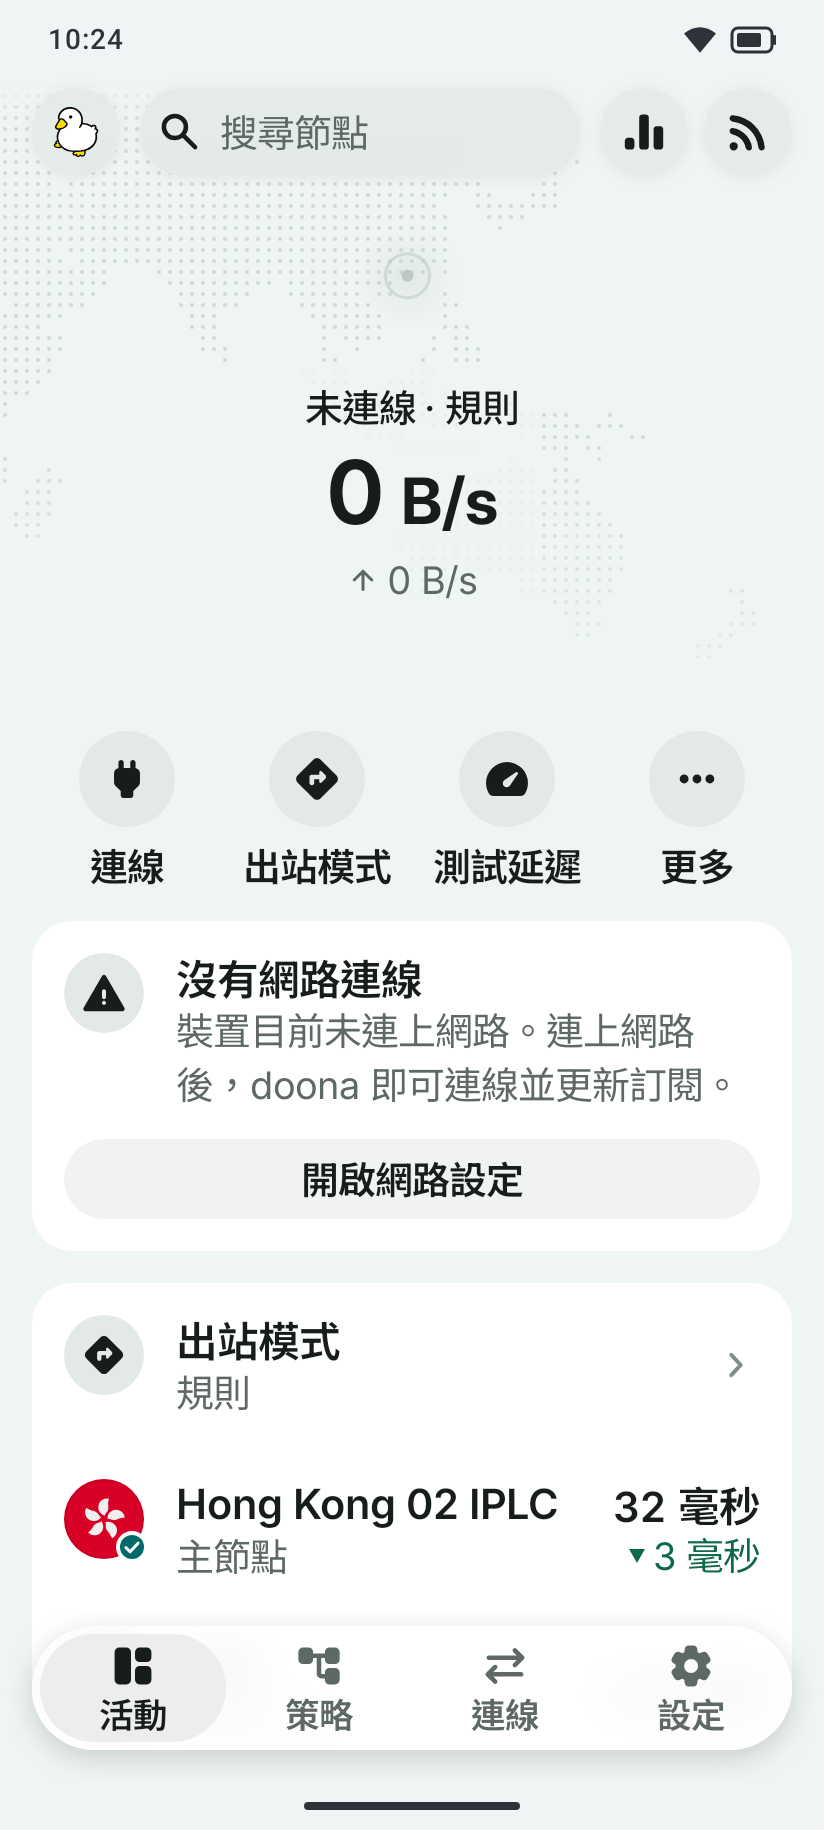 10:24
搜尋節點
未連線 · 規則
0 B/s
↑ 0 B/s
連線
出站模式
測試延遲
更多
沒有網路連線
裝置目前未連上網路。連上網路
後，doona 即可連線並更新訂閱。
開啟網路設定
出站模式
規則
Hong Kong 02 IPLC
32 毫秒
主節點
▼3 毫秒
活動
策略
連線
設定